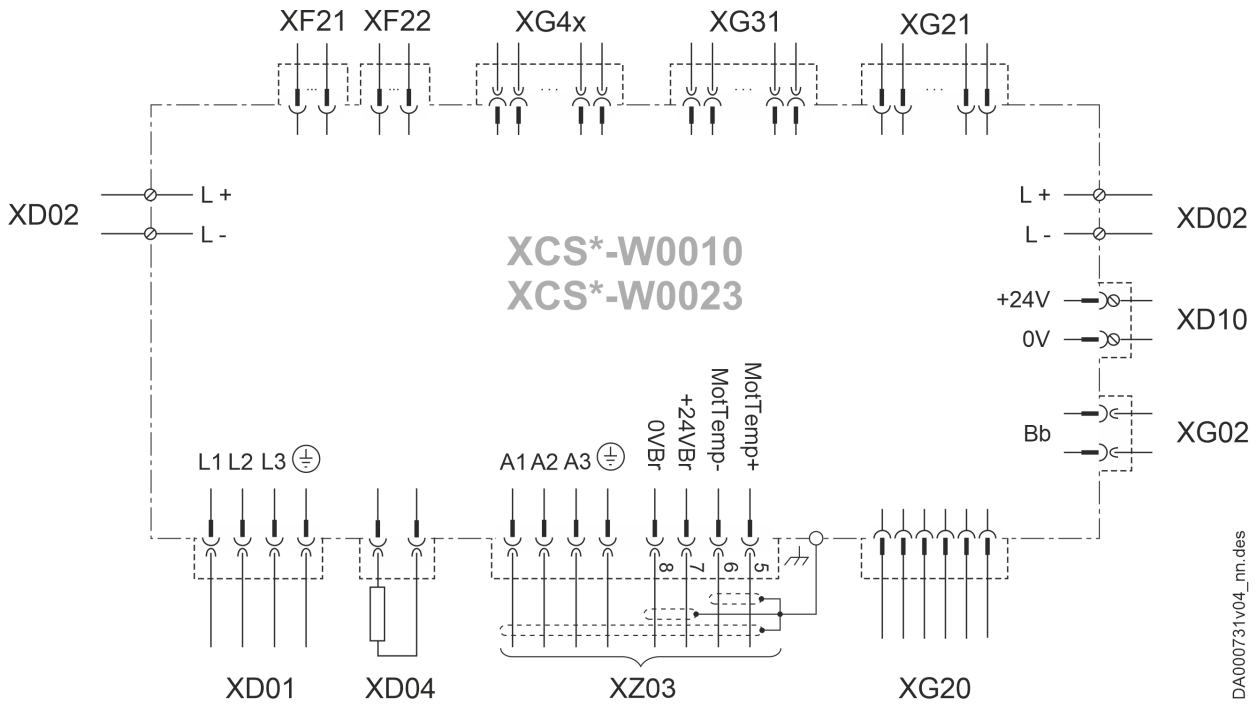 XF21 XF22 XG4x XG31 XG21
... ... ... ... ... ...
XD02
L +
L -
XCS*-W0010
XCS*-W0023
L +
L -
XD02
+24V
0V
XD10
Bb
XG02
L1 L2 L3
A1 A2 A3
0VBr
+24VBr
MotTemp-
MotTemp+
8 7 6 5
XD01 XD04 XZ03 XG20
DA000731v04_nn.des